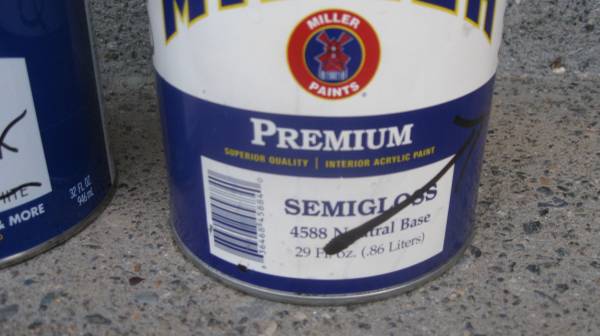 MILLER
PAINTS
PREMIUM
SUPERIOR QUALITY | INTERIOR ACRYLIC PAINT
SEMIGLOSS
4588 Neutral Base
29 Fl. oz. (.86 Liters)
32 FL OZ
946 mL
& MORE